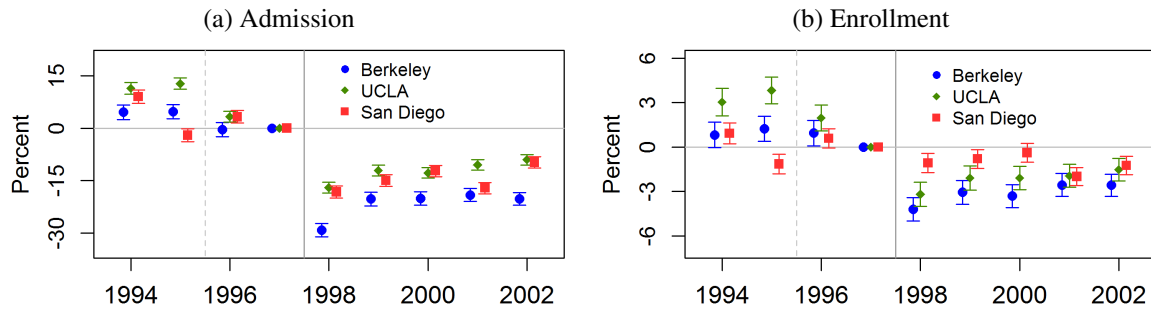 (a) Admission
Percent
15
0
-15
-30
Berkeley
UCLA
San Diego
1994 1996 1998 2000 2002
(b) Enrollment
Percent
6
3
0
-3
-6
Berkeley
UCLA
San Diego
1994 1996 1998 2000 2002